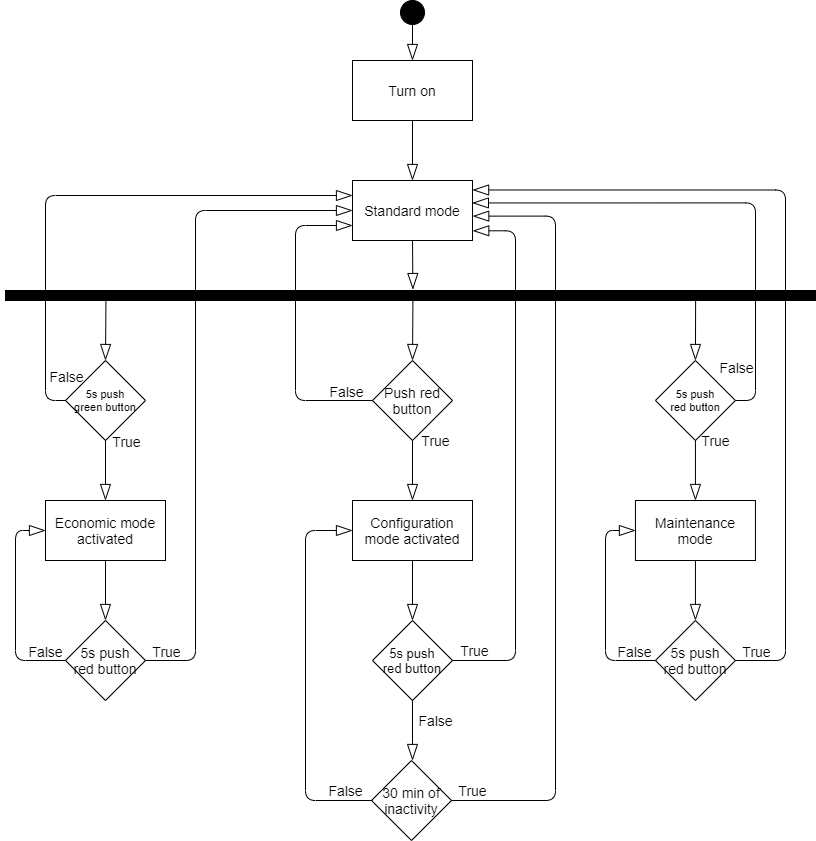 Turn on
Standard mode
False
5s push
green button
True
False
Push red
button
True
False
5s push
red button
True
Economic mode
activated
Configuration
mode activated
Maintenance
mode
False
5s push
red button
True
5s push
red button
True
False
False
5s push
red button
True
False
30 min of
inactivity
True